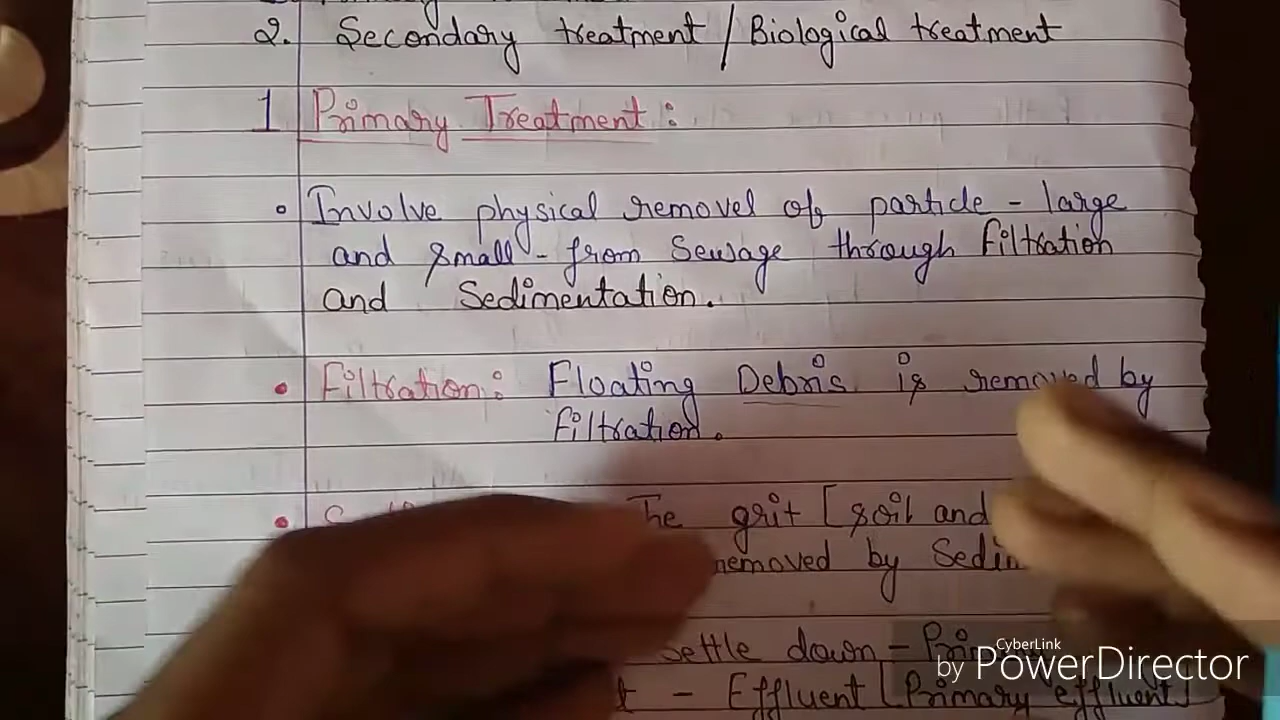 2. Secondary treatment / Biological treatment
1 Primary Treatment :
Involve physical removel of particle - large
and small - from Sewage through filtration
and Sedimentation.
Filtration : Floating Debris is removed by
filtration.
The grit [soil and
removed by
settle down -
- Effluent [Primary effluent]
CyberLink
by PowerDirector